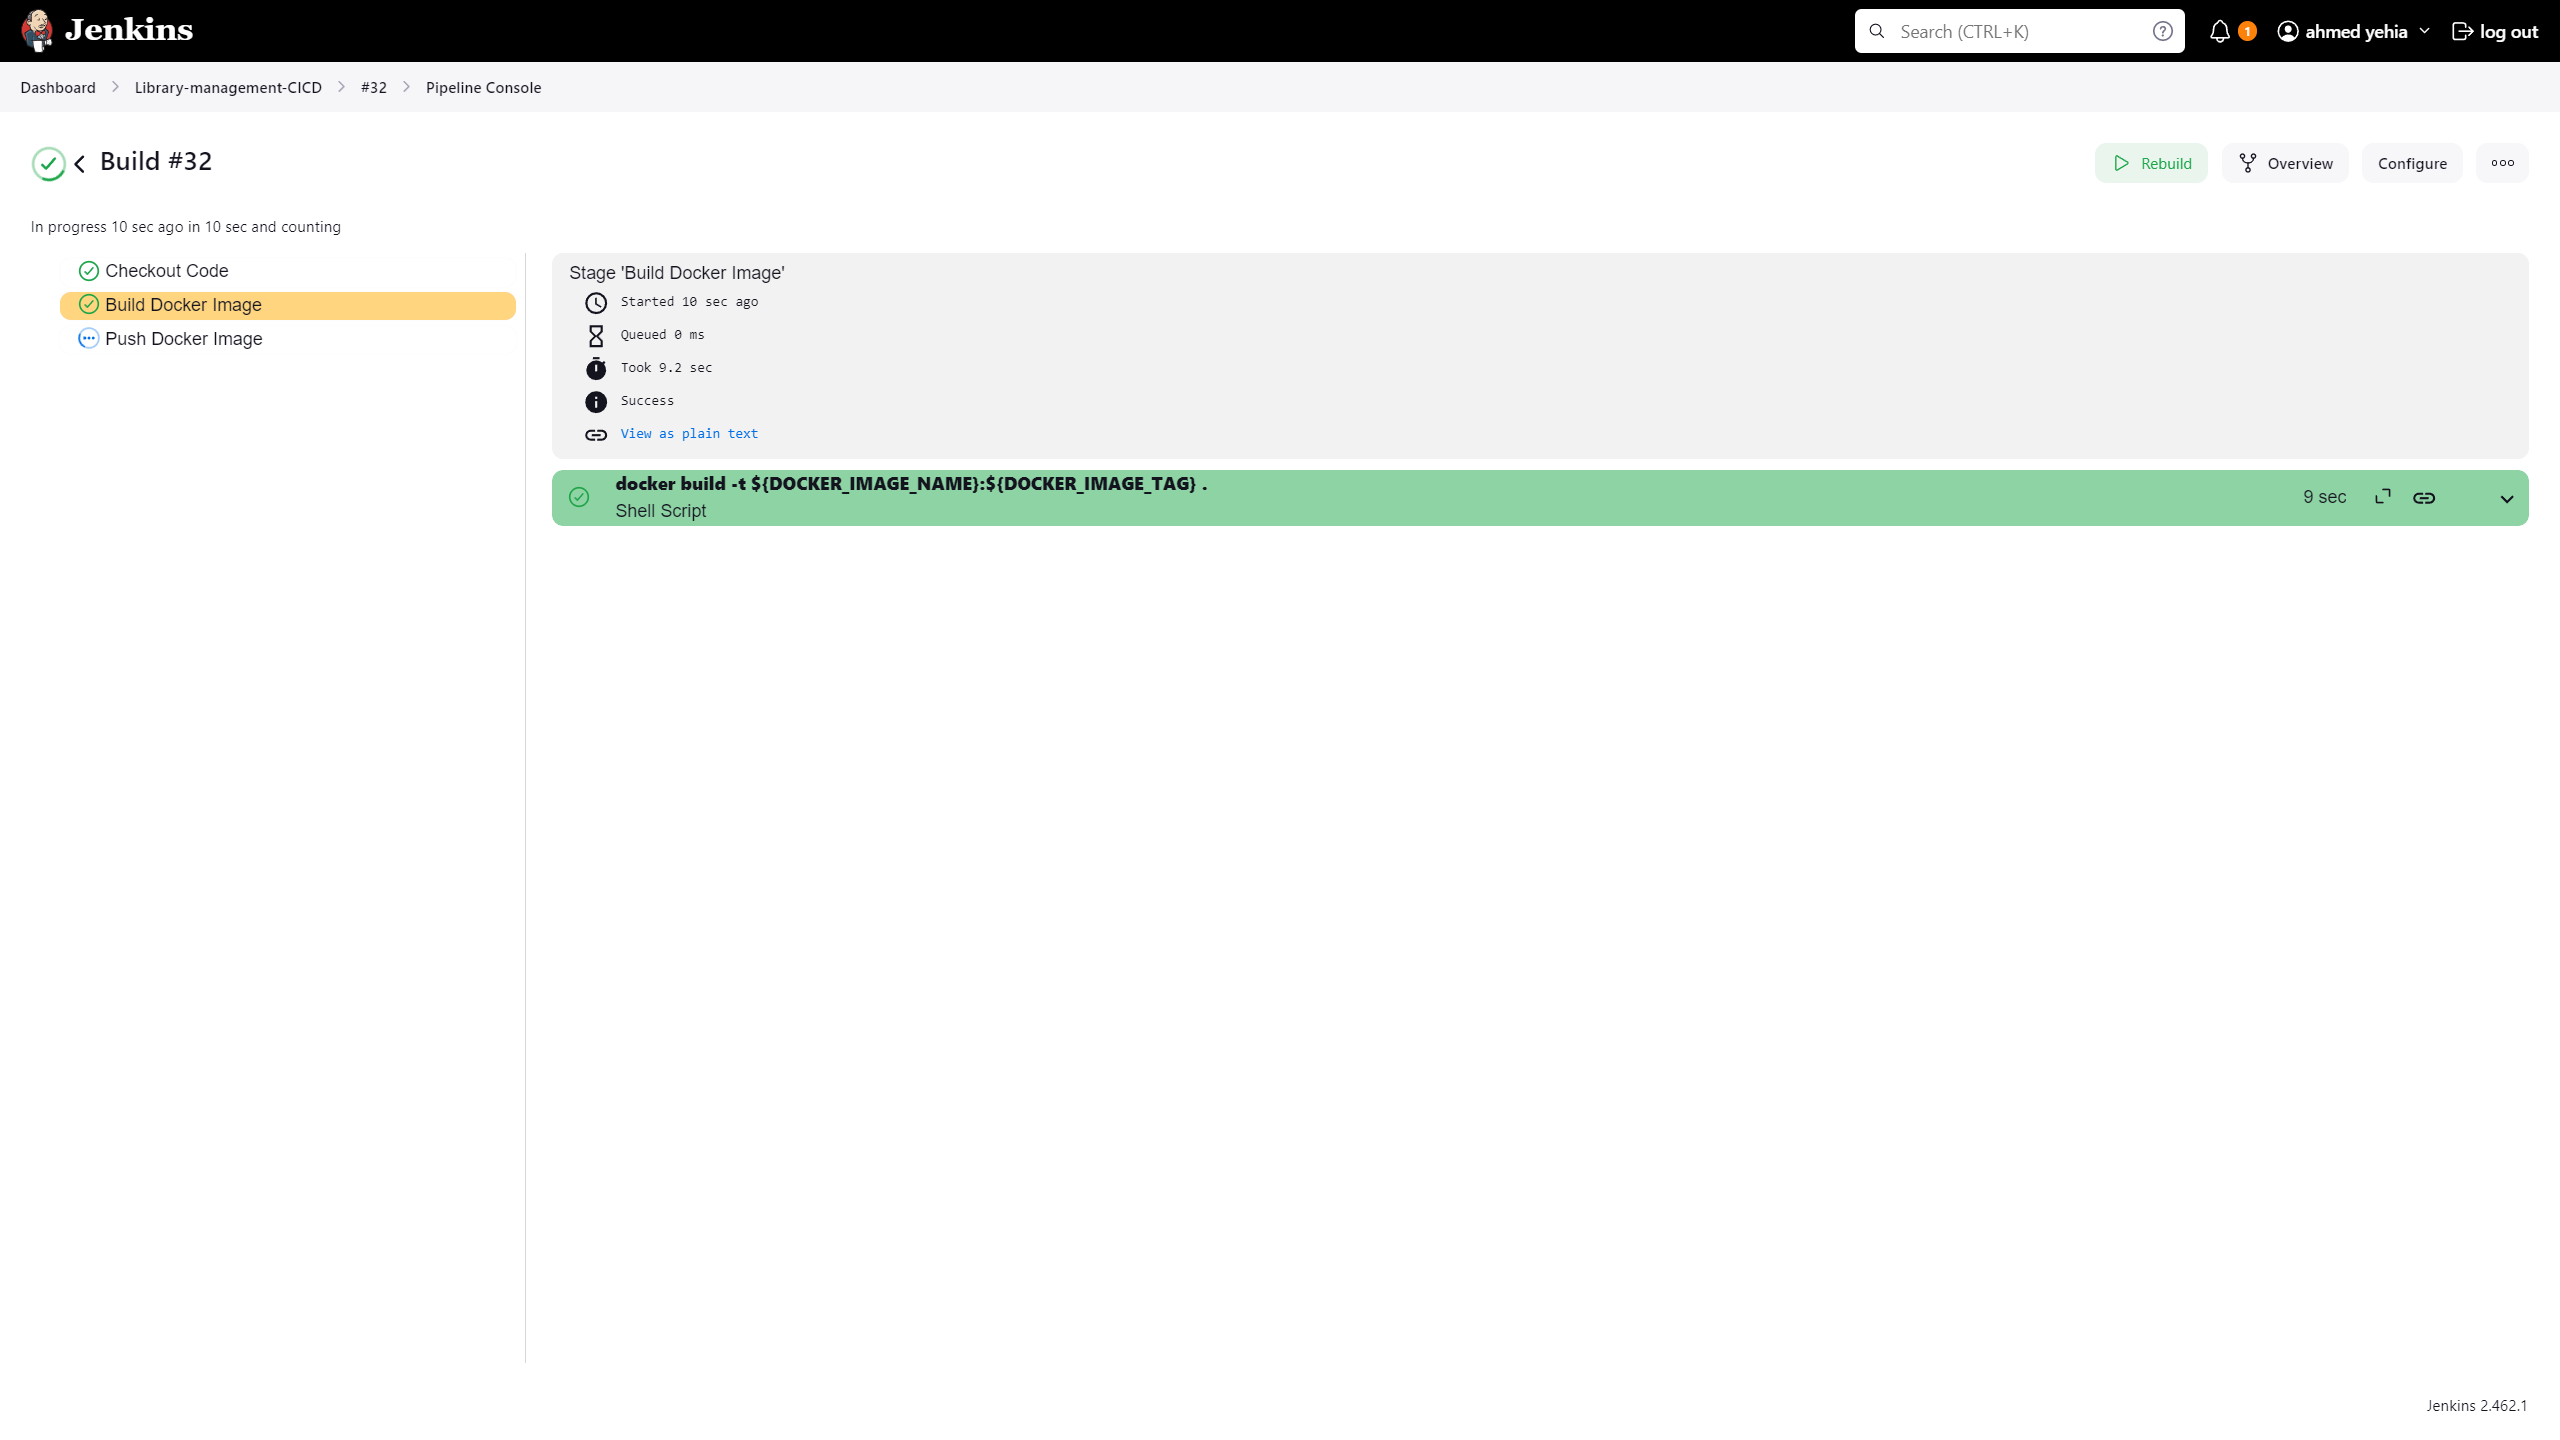 Jenkins
Search (CTRL+K)
1
ahmed yehia
log out
Dashboard
Library-management-CICD
#32
Pipeline Console
Build #32
Rebuild
Overview
Configure
In progress 10 sec ago in 10 sec and counting
Checkout Code
Build Docker Image
Push Docker Image
Stage 'Build Docker Image'
Started 10 sec ago
Queued 0 ms
Took 9.2 sec
Success
View as plain text
docker build -t ${DOCKER_IMAGE_NAME}:${DOCKER_IMAGE_TAG} .
Shell Script
9 sec
Jenkins 2.462.1